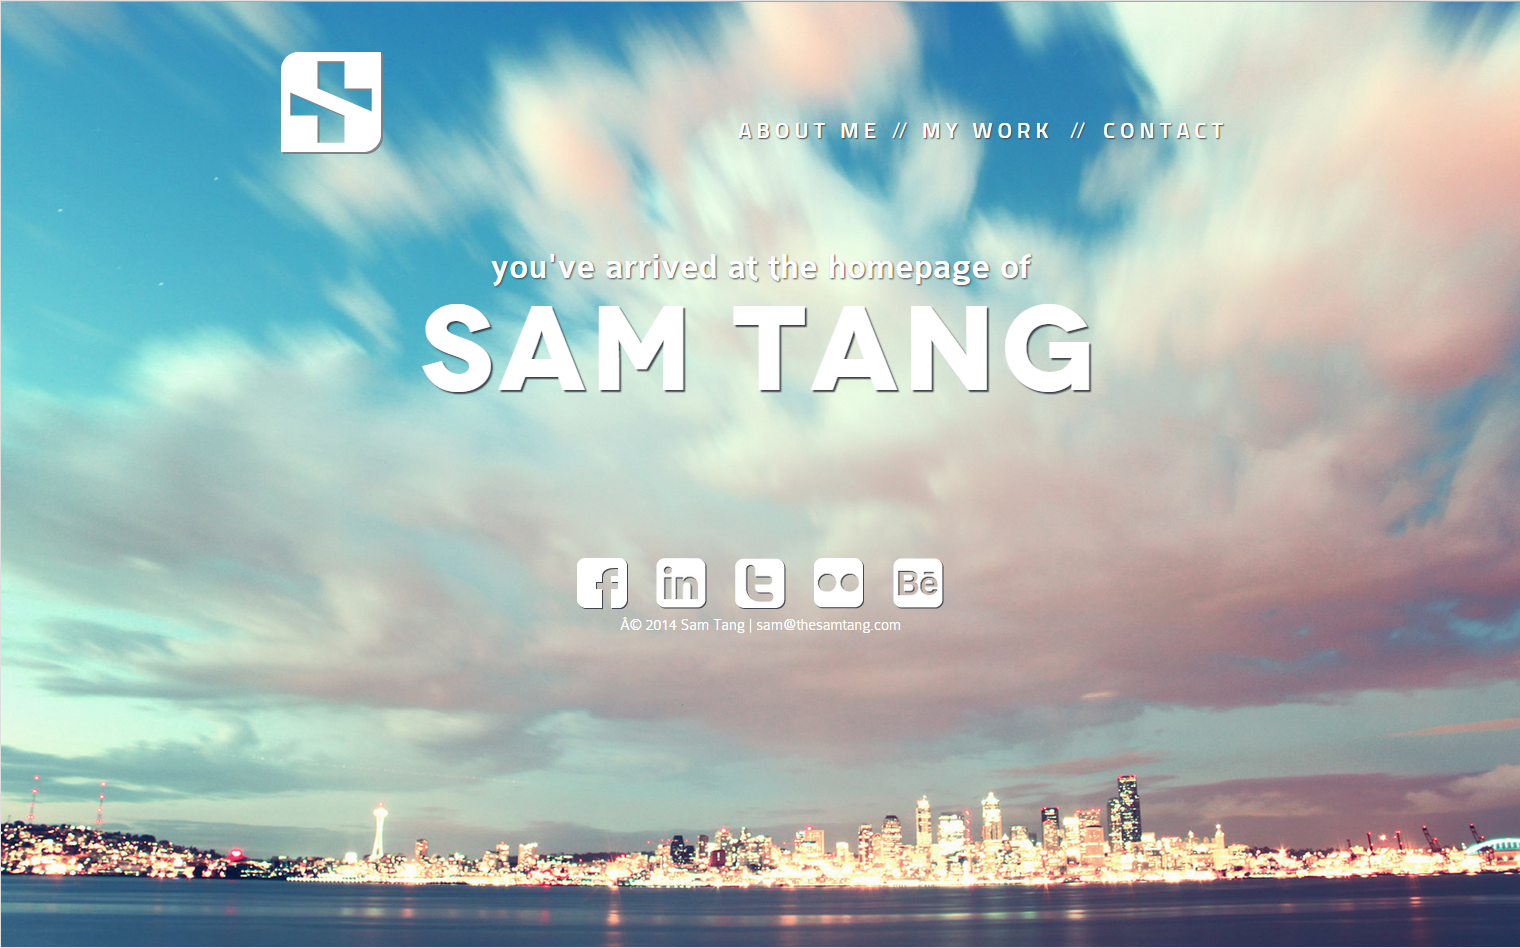 S
ABOUT ME // MY WORK // CONTACT
you've arrived at the homepage of
SAM TANG
f in t Bē
Â© 2014 Sam Tang | sam@thesamtang.com